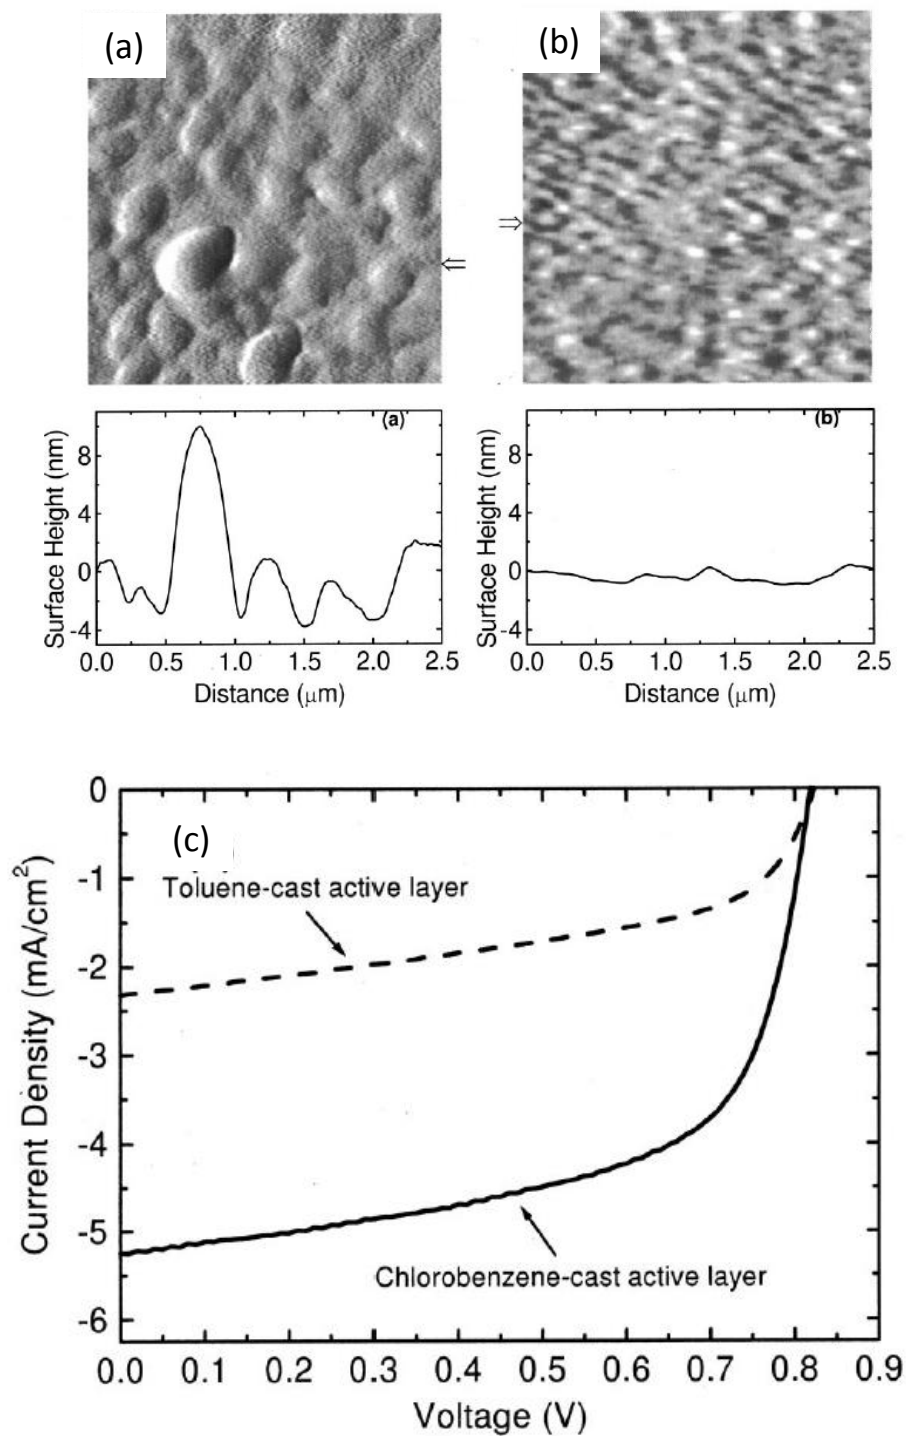 (a)
(b)
⇐
⇒
(a)
Surface Height (nm)
8
4
0
-4
0.0 0.5 1.0 1.5 2.0 2.5
Distance (μm)
(b)
Surface Height (nm)
8
4
0
-4
0.0 0.5 1.0 1.5 2.0 2.5
Distance (μm)
(c)
Current Density (mA/cm²)
0
-1
-2
-3
-4
-5
-6
Toluene-cast active layer
Chlorobenzene-cast active layer
0.0 0.1 0.2 0.3 0.4 0.5 0.6 0.7 0.8 0.9
Voltage (V)